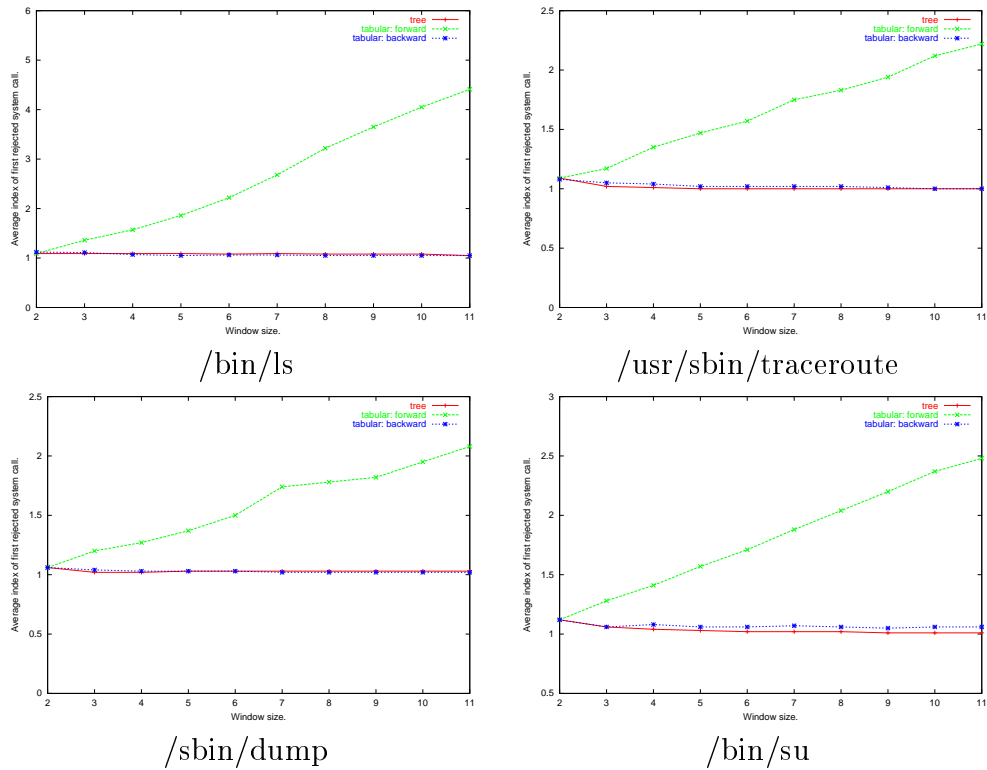 6
5
4
3
2
1
0
Average index of first rejected system call.
tree
tabular: forward
tabular: backward
2 3 4 5 6 7 8 9 10 11
Window size.
/bin/ls
2.5
2
1.5
1
0.5
0
Average index of first rejected system call.
tree
tabular: forward
tabular: backward
2 3 4 5 6 7 8 9 10 11
Window size.
/usr/sbin/traceroute
2.5
2
1.5
1
0.5
0
Average index of first rejected system call.
tree
tabular: forward
tabular: backward
2 3 4 5 6 7 8 9 10 11
Window size.
/sbin/dump
3
2.5
2
1.5
1
0.5
Average index of first rejected system call.
tree
tabular: forward
tabular: backward
2 3 4 5 6 7 8 9 10 11
Window size.
/bin/su